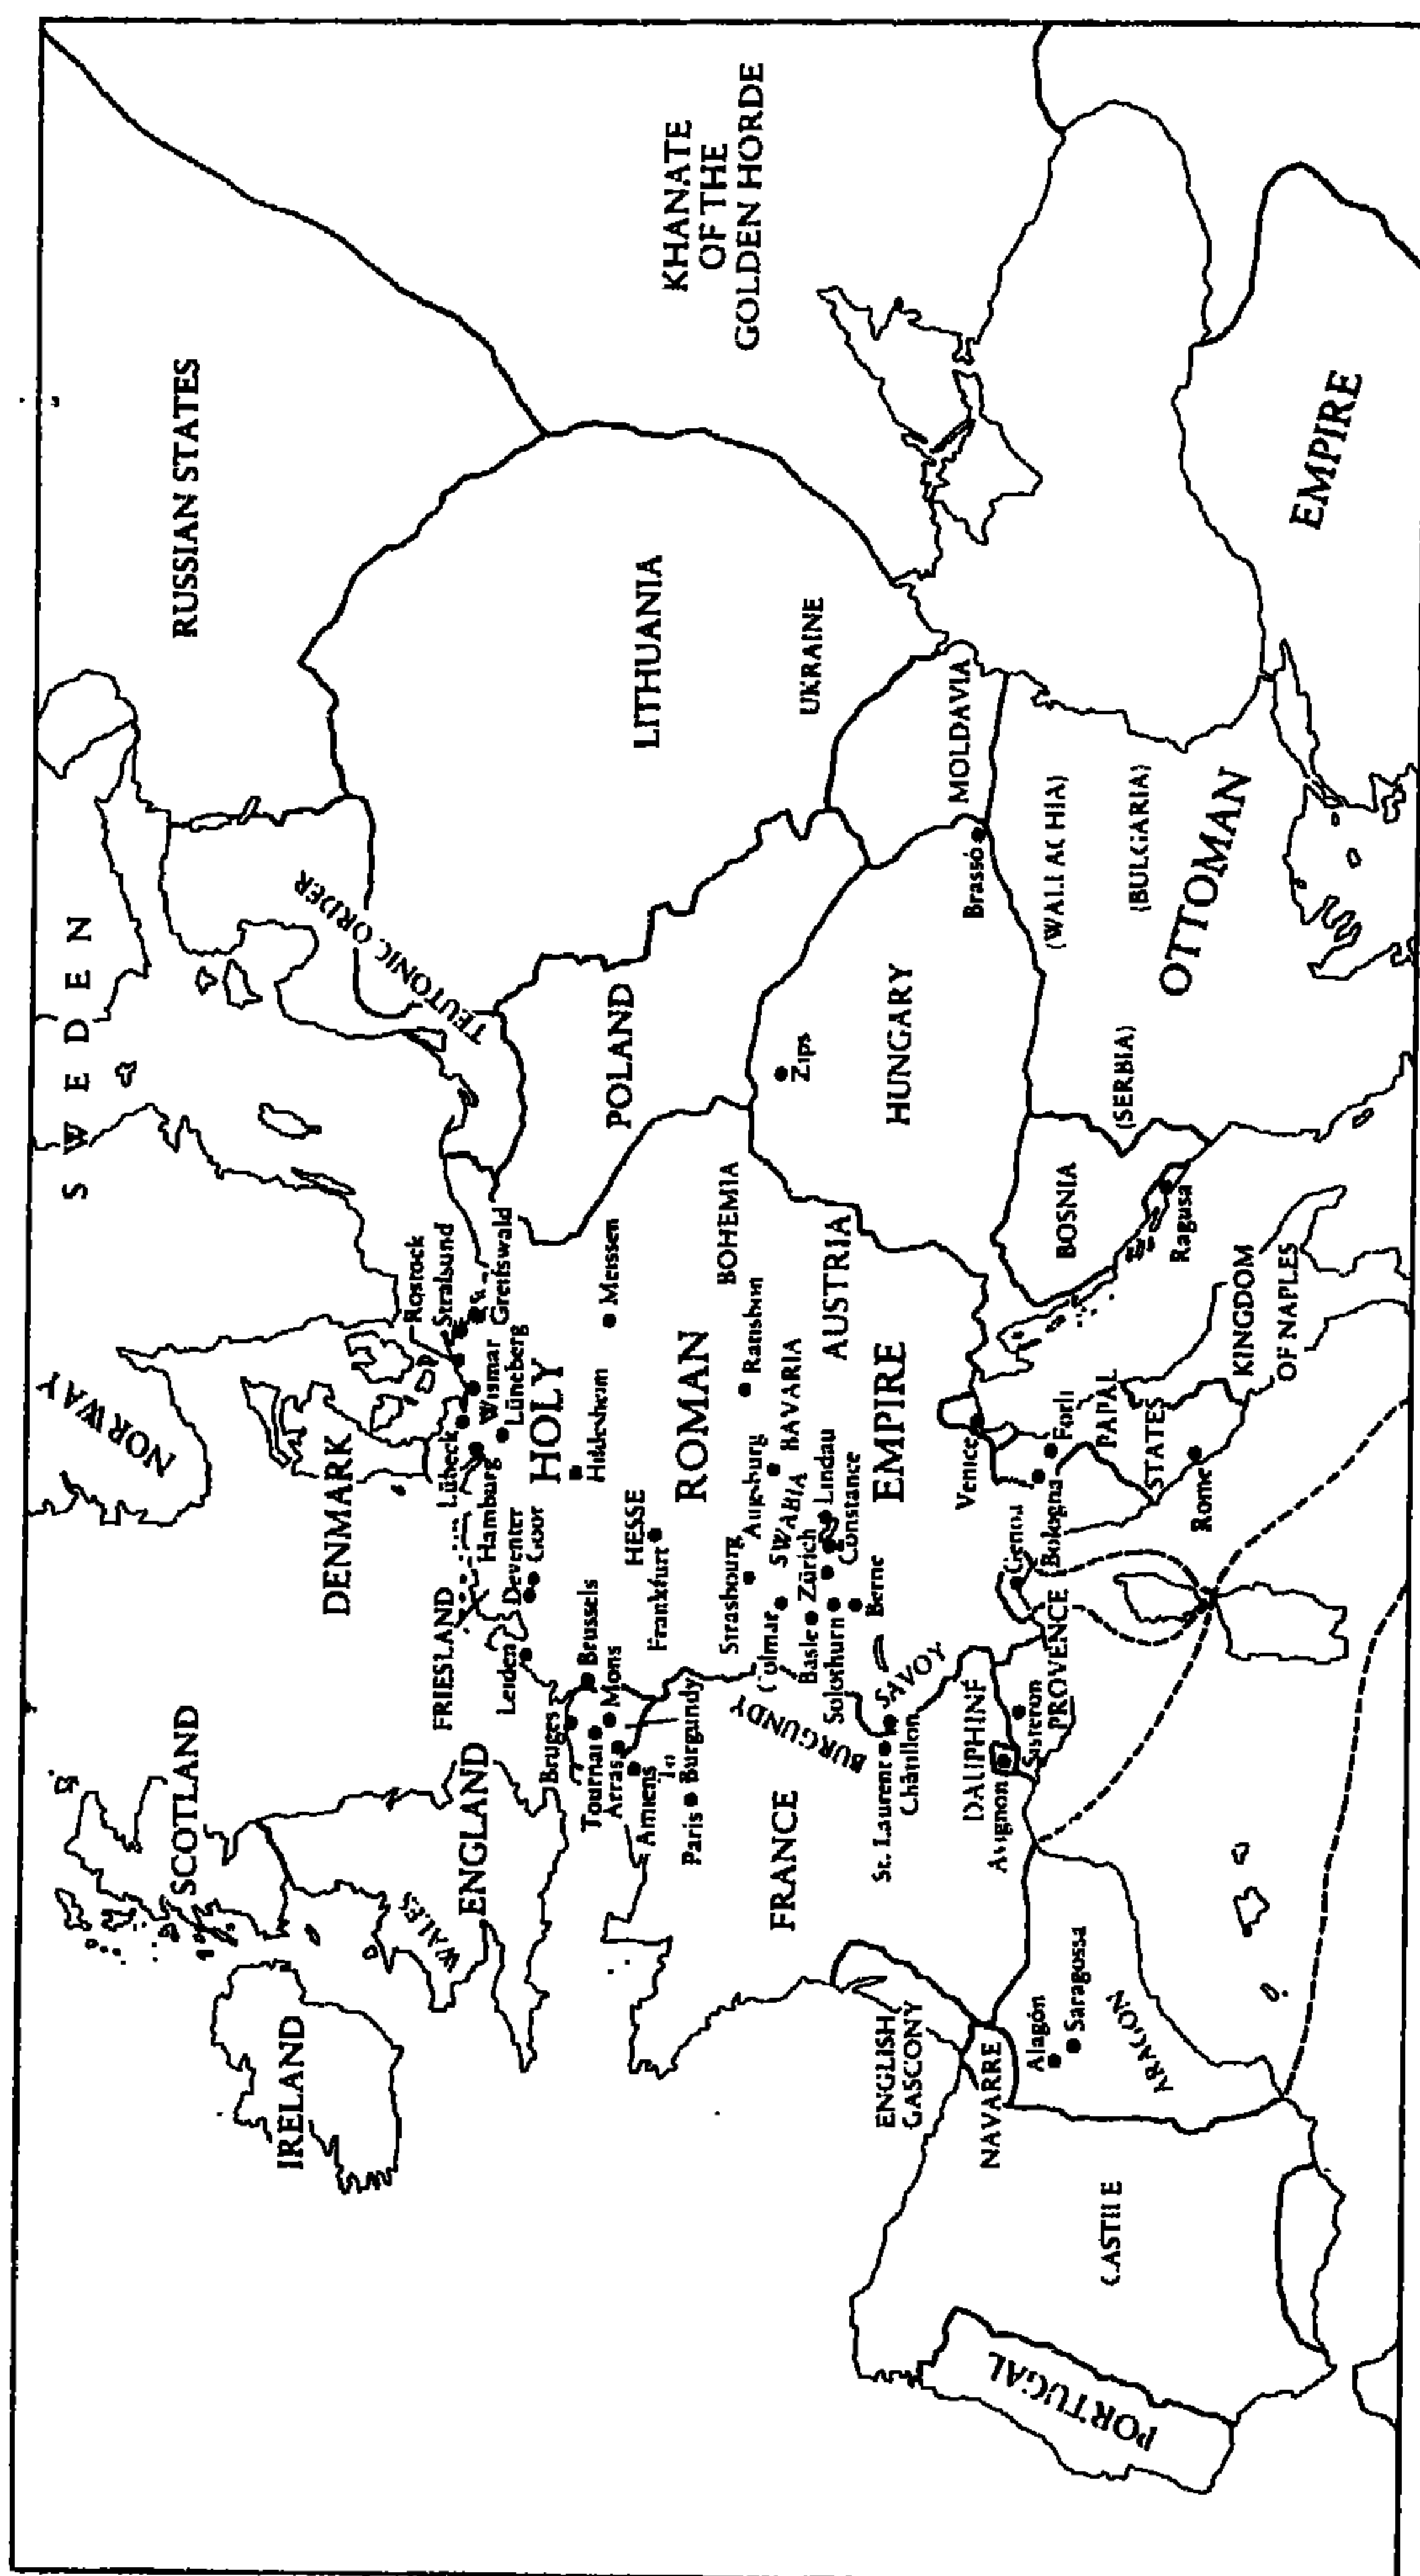 SWEDEN
NORWAY
RUSSIAN STATES
SCOTLAND
IRELAND
DENMARK
TEUTONIC ORDER
ENGLAND
WALES
FRIESLAND
Rostock
Stralsund
Greifswald
Lübeck
Wismar
Lüneberg
Hamburg
Deventer
Goor
Leiden
HOLY
ROMAN
EMPIRE
Hildesheim
Meissen
POLAND
LITHUANIA
UKRAINE
KHANATE
OF THE
GOLDEN HORDE
Bruges
Brussels
Mons
Tournai
Arras
Amiens
To
Burgundy
Paris
HESSE
Frankfurt
Strasbourg
Augsburg
Ratisbon
BOHEMIA
BAVARIA
SWABIA
Colmar
Basle
Zürich
Lindau
Constance
Solothurn
Berne
AUSTRIA
Zips
HUNGARY
MOLDAVIA
Brassó
FRANCE
BURGUNDY
SAVOY
St. Laurent
Châtillon
DAUPHINÉ
Avignon
Sisteron
PROVENCE
ENGLISH
GASCONY
NAVARRE
Alagón
Saragossa
ARAGON
CASTILE
PORTUGAL
Venice
Genoa
Bologna
Forli
PAPAL
STATES
Rome
KINGDOM
OF NAPLES
BOSNIA
Ragusa
(SERBIA)
(WALLACHIA)
(BULGARIA)
OTTOMAN
EMPIRE